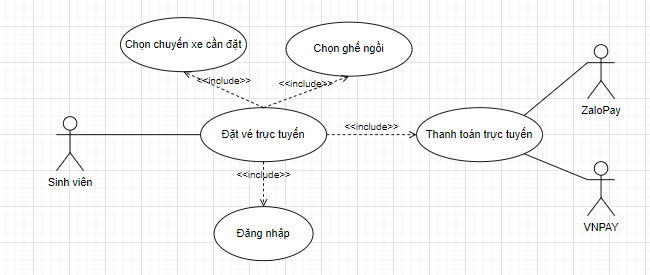 Chọn chuyến xe cần đặt
Chọn ghế ngồi
<<include>>
<<include>>
ZaloPay
Đặt vé trực tuyến
<<include>>
Thanh toán trực tuyến
Sinh viên
<<include>>
VNPAY
Đăng nhập